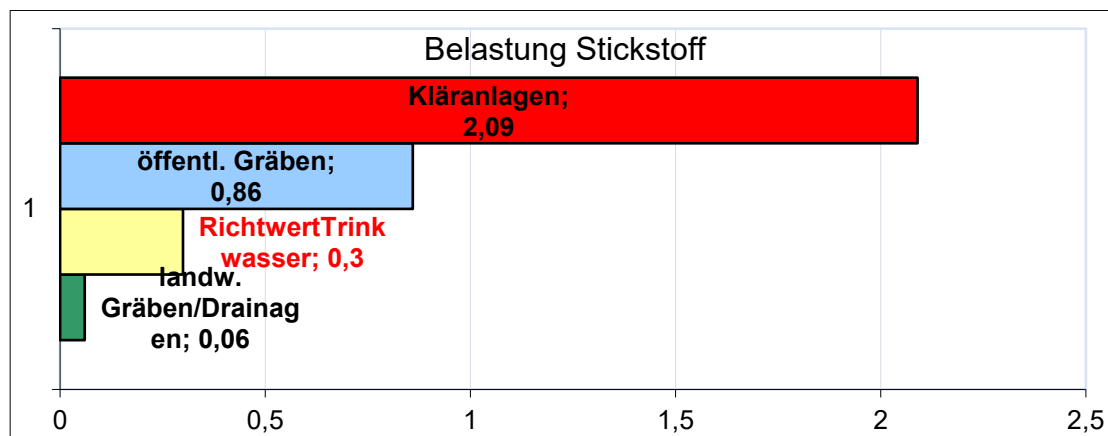 Belastung Stickstoff
Kläranlagen;
2,09
öffentl. Gräben;
0,86
1
RichtwertTrink
wasser; 0,3
landw.
Gräben/Drainag
en; 0,06
0 0,5 1 1,5 2 2,5